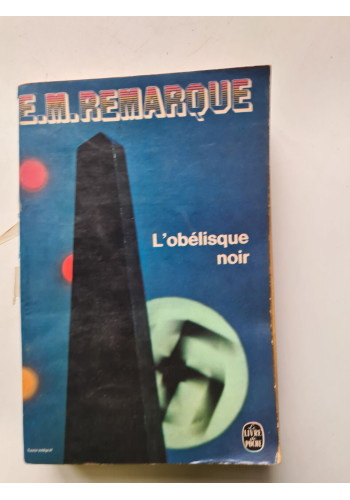 E.M.REMARQUE
L'obélisque
noir
le
LIVRE
de
POCHE